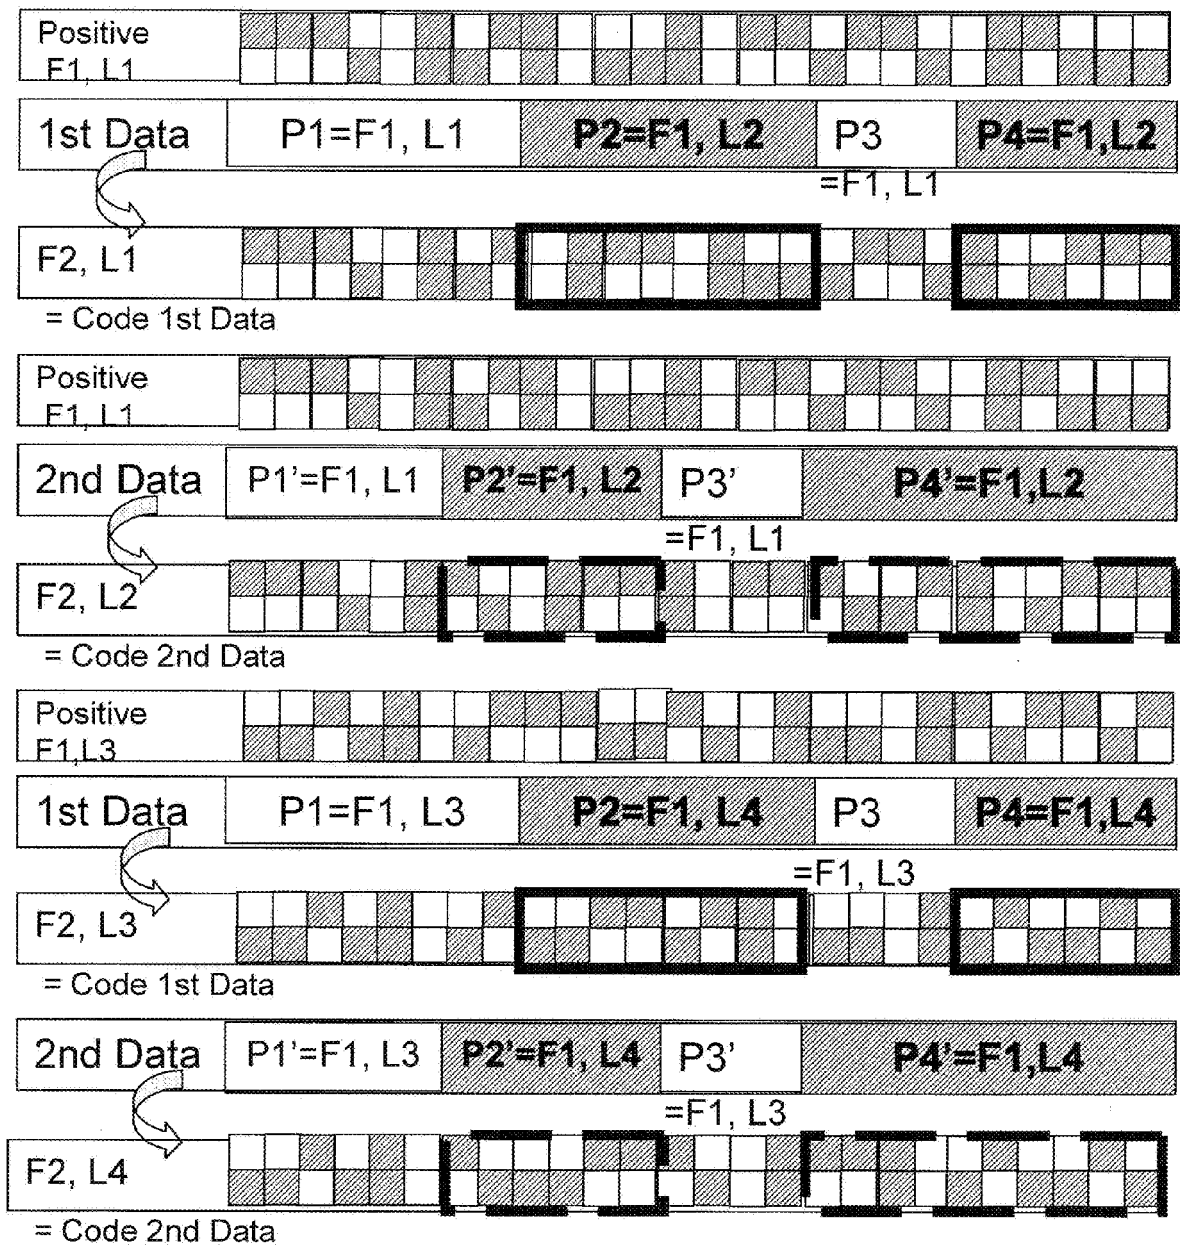 Positive
F1, L1
1st Data P1=F1, L1 P2=F1, L2 P3 P4=F1,L2
=F1, L1
F2, L1
= Code 1st Data
Positive
F1, L1
2nd Data P1'=F1, L1 P2'=F1, L2 P3' P4'=F1,L2
=F1, L1
F2, L2
= Code 2nd Data
Positive
F1,L3
1st Data P1=F1, L3 P2=F1, L4 P3 P4=F1,L4
=F1, L3
F2, L3
= Code 1st Data
2nd Data P1'=F1, L3 P2'=F1, L4 P3' P4'=F1,L4
=F1, L3
F2, L4
= Code 2nd Data